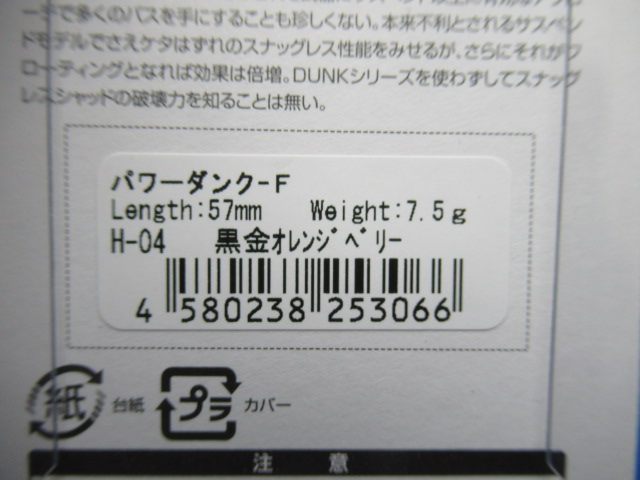 ーチで多くのバスを手にすることも珍しくない。本来不利とされるサスペン
ドモデルでさえケタはずれのスナッグレス性能をみせるが、さらにそれがフ
ローティングとなれば効果は倍増。DUNKシリーズを使わずしてスナッグ
レスシャッドの破壊力を知ることは無い。
パワーダンク-F
Length:57mm Weight:7.5g
H-04 黒金オレンジベリー
4 580238 253066
紙 台紙 プラ カバー
注 意